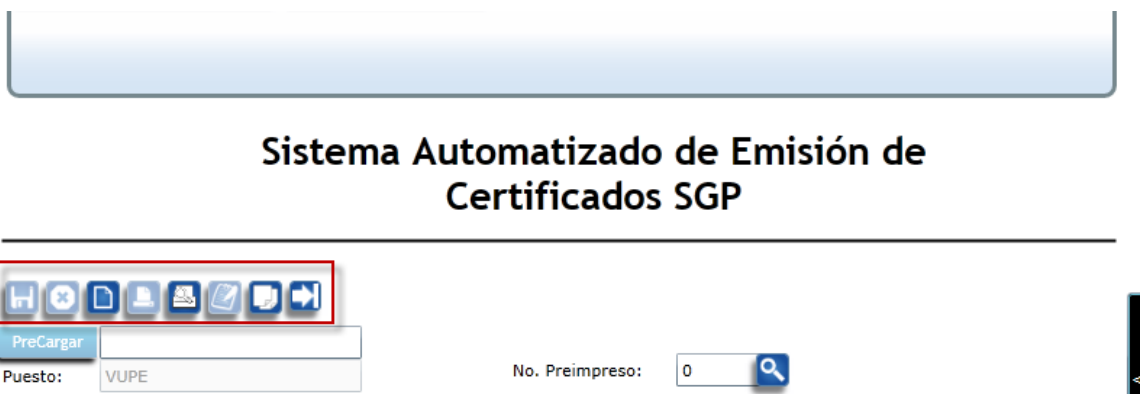 Sistema Automatizado de Emisión de
Certificados SGP
PreCargar
Puesto: VUPE No. Preimpreso: 0
<